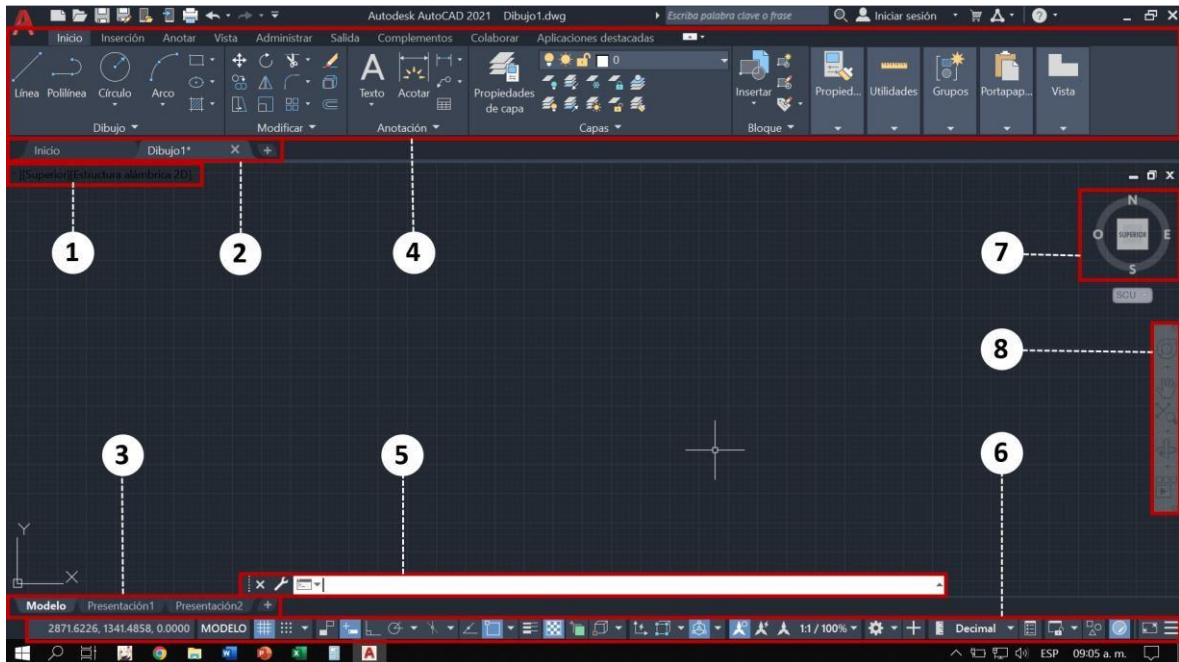 Autodesk AutoCAD 2021 Dibujo1.dwg Escriba palabra clave o frase Iniciar sesión
Inicio Inserción Anotar Vista Administrar Salida Complementos Colaborar Aplicaciones destacadas
0
Línea Polilínea Círculo Arco Texto Acotar Propiedades de capa Insertar Propied... Utilidades Grupos Portapap... Vista
Dibujo Modificar Anotación Capas Bloque
Inicio Dibujo1*
[Superior][Estructura alámbrica 2D]
N
O SUPERIOR E
S
SCU
1 2 4 7
8
3 5 6
Y
X
Modelo Presentación1 Presentación2
2871.6226, 1341.4858, 0.0000 MODELO 1:1 / 100% Decimal
ESP 09:05 a. m.